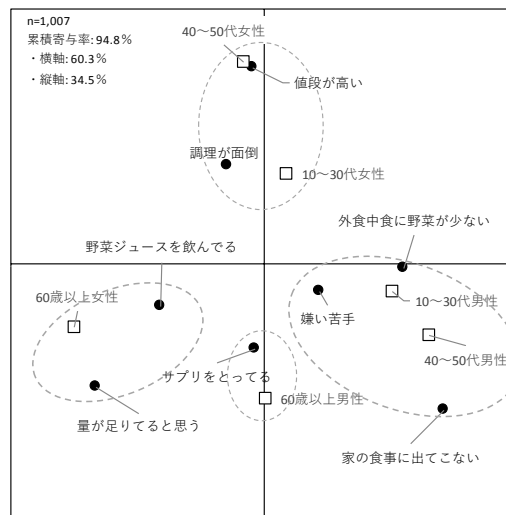 n=1,007
累積寄与率: 94.8%
・横軸: 60.3%
・縦軸: 34.5%
40～50代女性
値段が高い
調理が面倒
10～30代女性
外食中食に野菜が少ない
野菜ジュースを飲んでる
60歳以上女性
10～30代男性
嫌い苦手
40～50代男性
サプリをとってる
60歳以上男性
量が足りてると思う
家の食事に出てこない